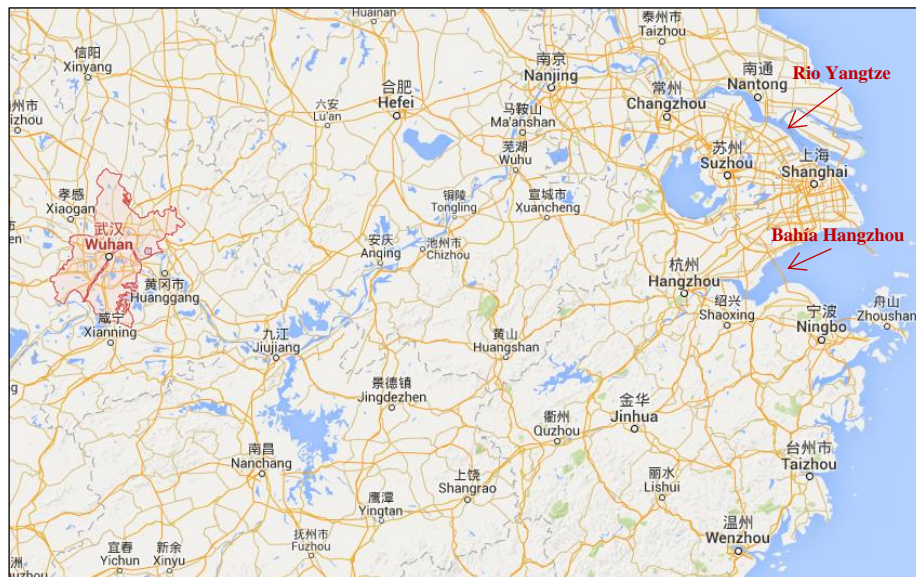 Huainan
泰州市
Taizhou
信阳
Xinyang
南京
Nanjing
南通
Nantong
Rio Yangtze
合肥
Hefei
六安
Lu'an
常州
Changzhou
马鞍山
Ma'anshan
州市
izhou
芜湖
Wuhu
苏州
Suzhou
上海
Shanghai
孝感
Xiaogan
铜陵
Tongling
宣城市
Xuancheng
武汉
Wuhan
安庆
Anqing
池州市
Chizhou
Bahía Hangzhou
杭州
Hangzhou
黄冈市
Huanggang
绍兴
Shaoxing
宁波
Ningbo
舟山
Zhoushan
咸宁
Xianning
九江
Jiujiang
黄山
Huangshan
景德镇
Jingdezhen
金华
Jinhua
衢州
Quzhou
南昌
Nanchang
台州市
Taizhou
上饶
Shangrao
丽水
Lishui
鹰潭
Yingtan
温州
Wenzhou
抚州市
Fuzhou
宜春
Yichun
新余
Xinyu